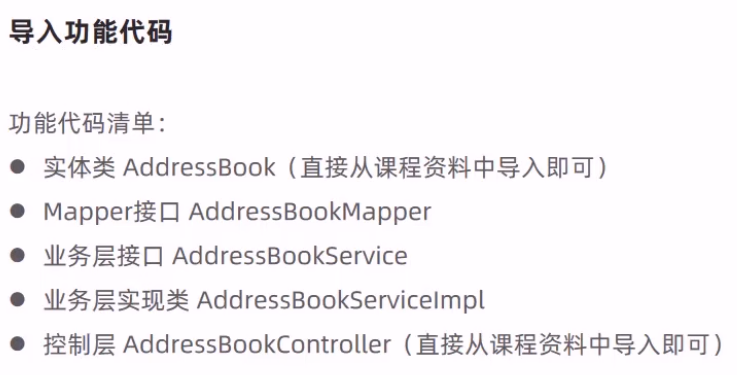 导入功能代码
功能代码清单：
● 实体类 AddressBook（直接从课程资料中导入即可）
● Mapper接口 AddressBookMapper
● 业务层接口 AddressBookService
● 业务层实现类 AddressBookServiceImpl
● 控制层 AddressBookController（直接从课程资料中导入即可）